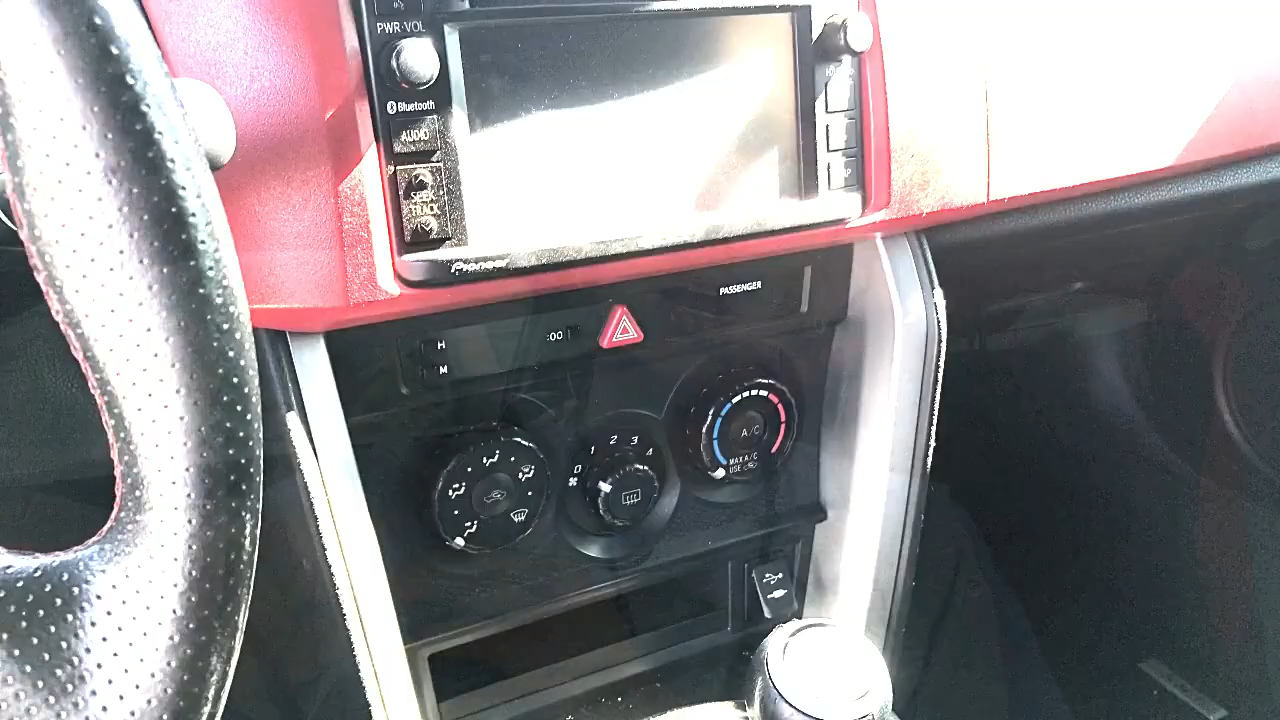 PWR·VOL
Bluetooth
AUDIO
SEEK
TRACK
Pioneer
PASSENGER
:00
H
M
0
1
2
3
4
A/C
MAX A/C
USE